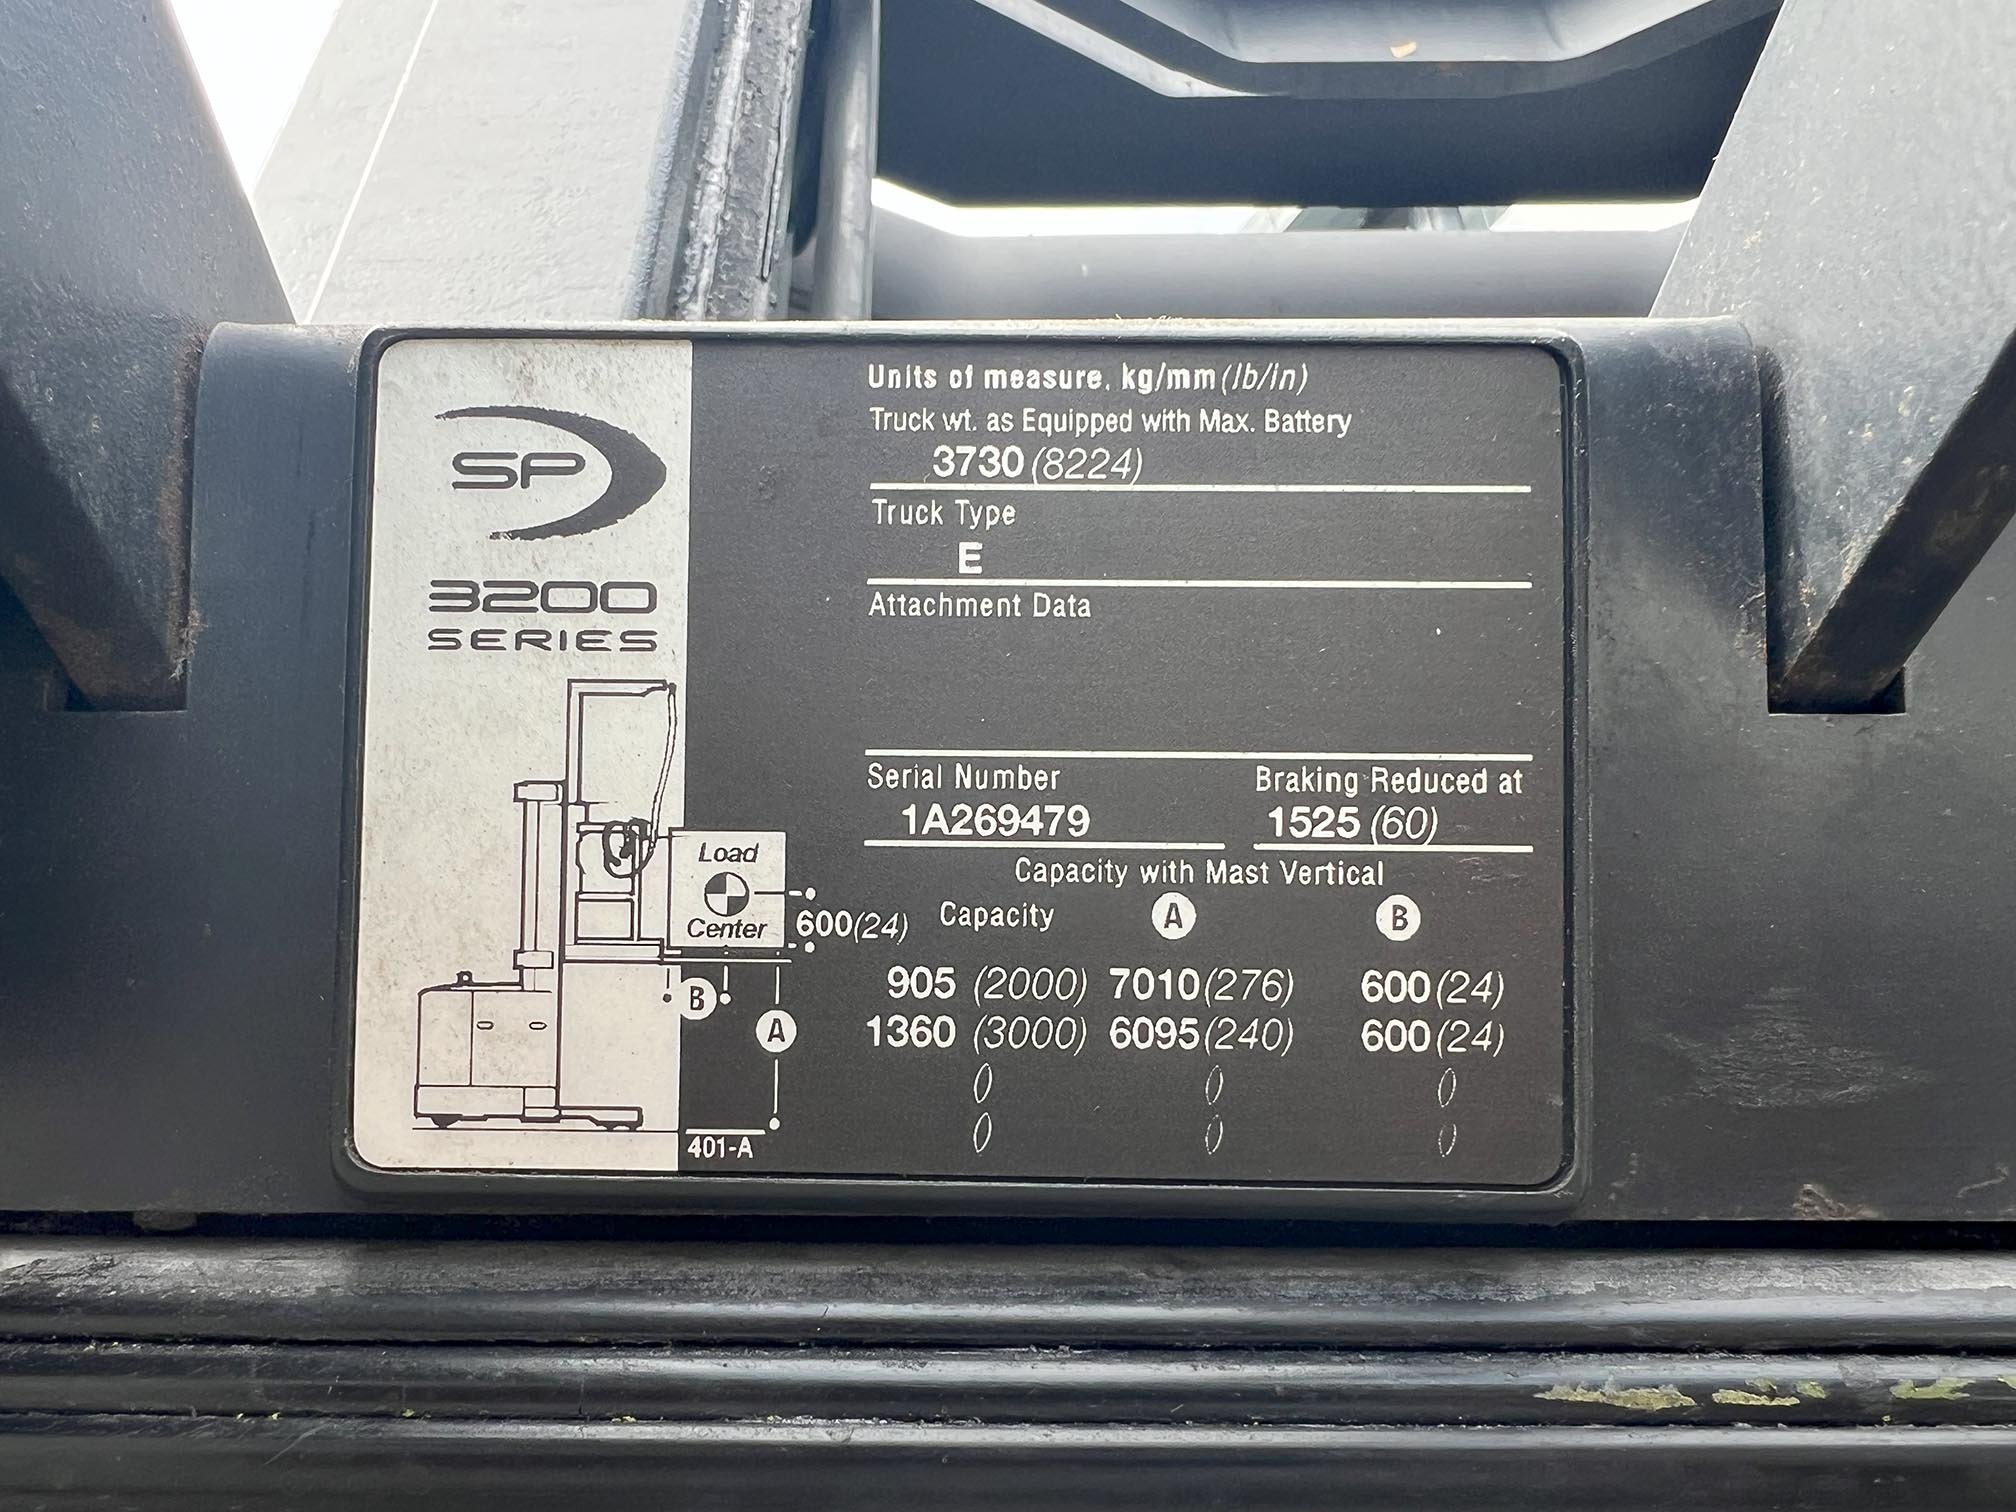 SP
3200
SERIES
Units of measure. kg/mm (lb/in)
Truck wt. as Equipped with Max. Battery
3730 (8224)
Truck Type
E
Attachment Data
Serial Number
1A269479
Braking Reduced at
1525 (60)
Capacity with Mast Vertical
Capacity A B
905 (2000) 7010 (276) 600 (24)
1360 (3000) 6095 (240) 600 (24)
() () ()
() () ()
Load
Center
600 (24)
B
A
401-A